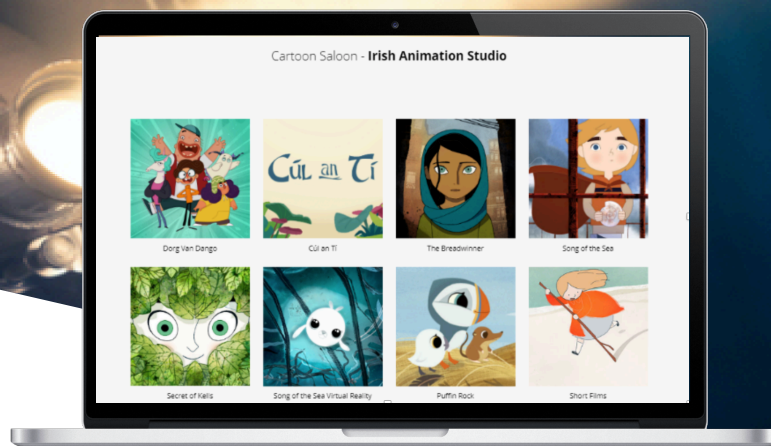 Cartoon Saloon - Irish Animation Studio
CÚL an Tí
Dorg Van Dango
Cúl an Tí
The Breadwinner
Song of the Sea
Secret of Kells
Song of the Sea Virtual Reality
Puffin Rock
Short Films